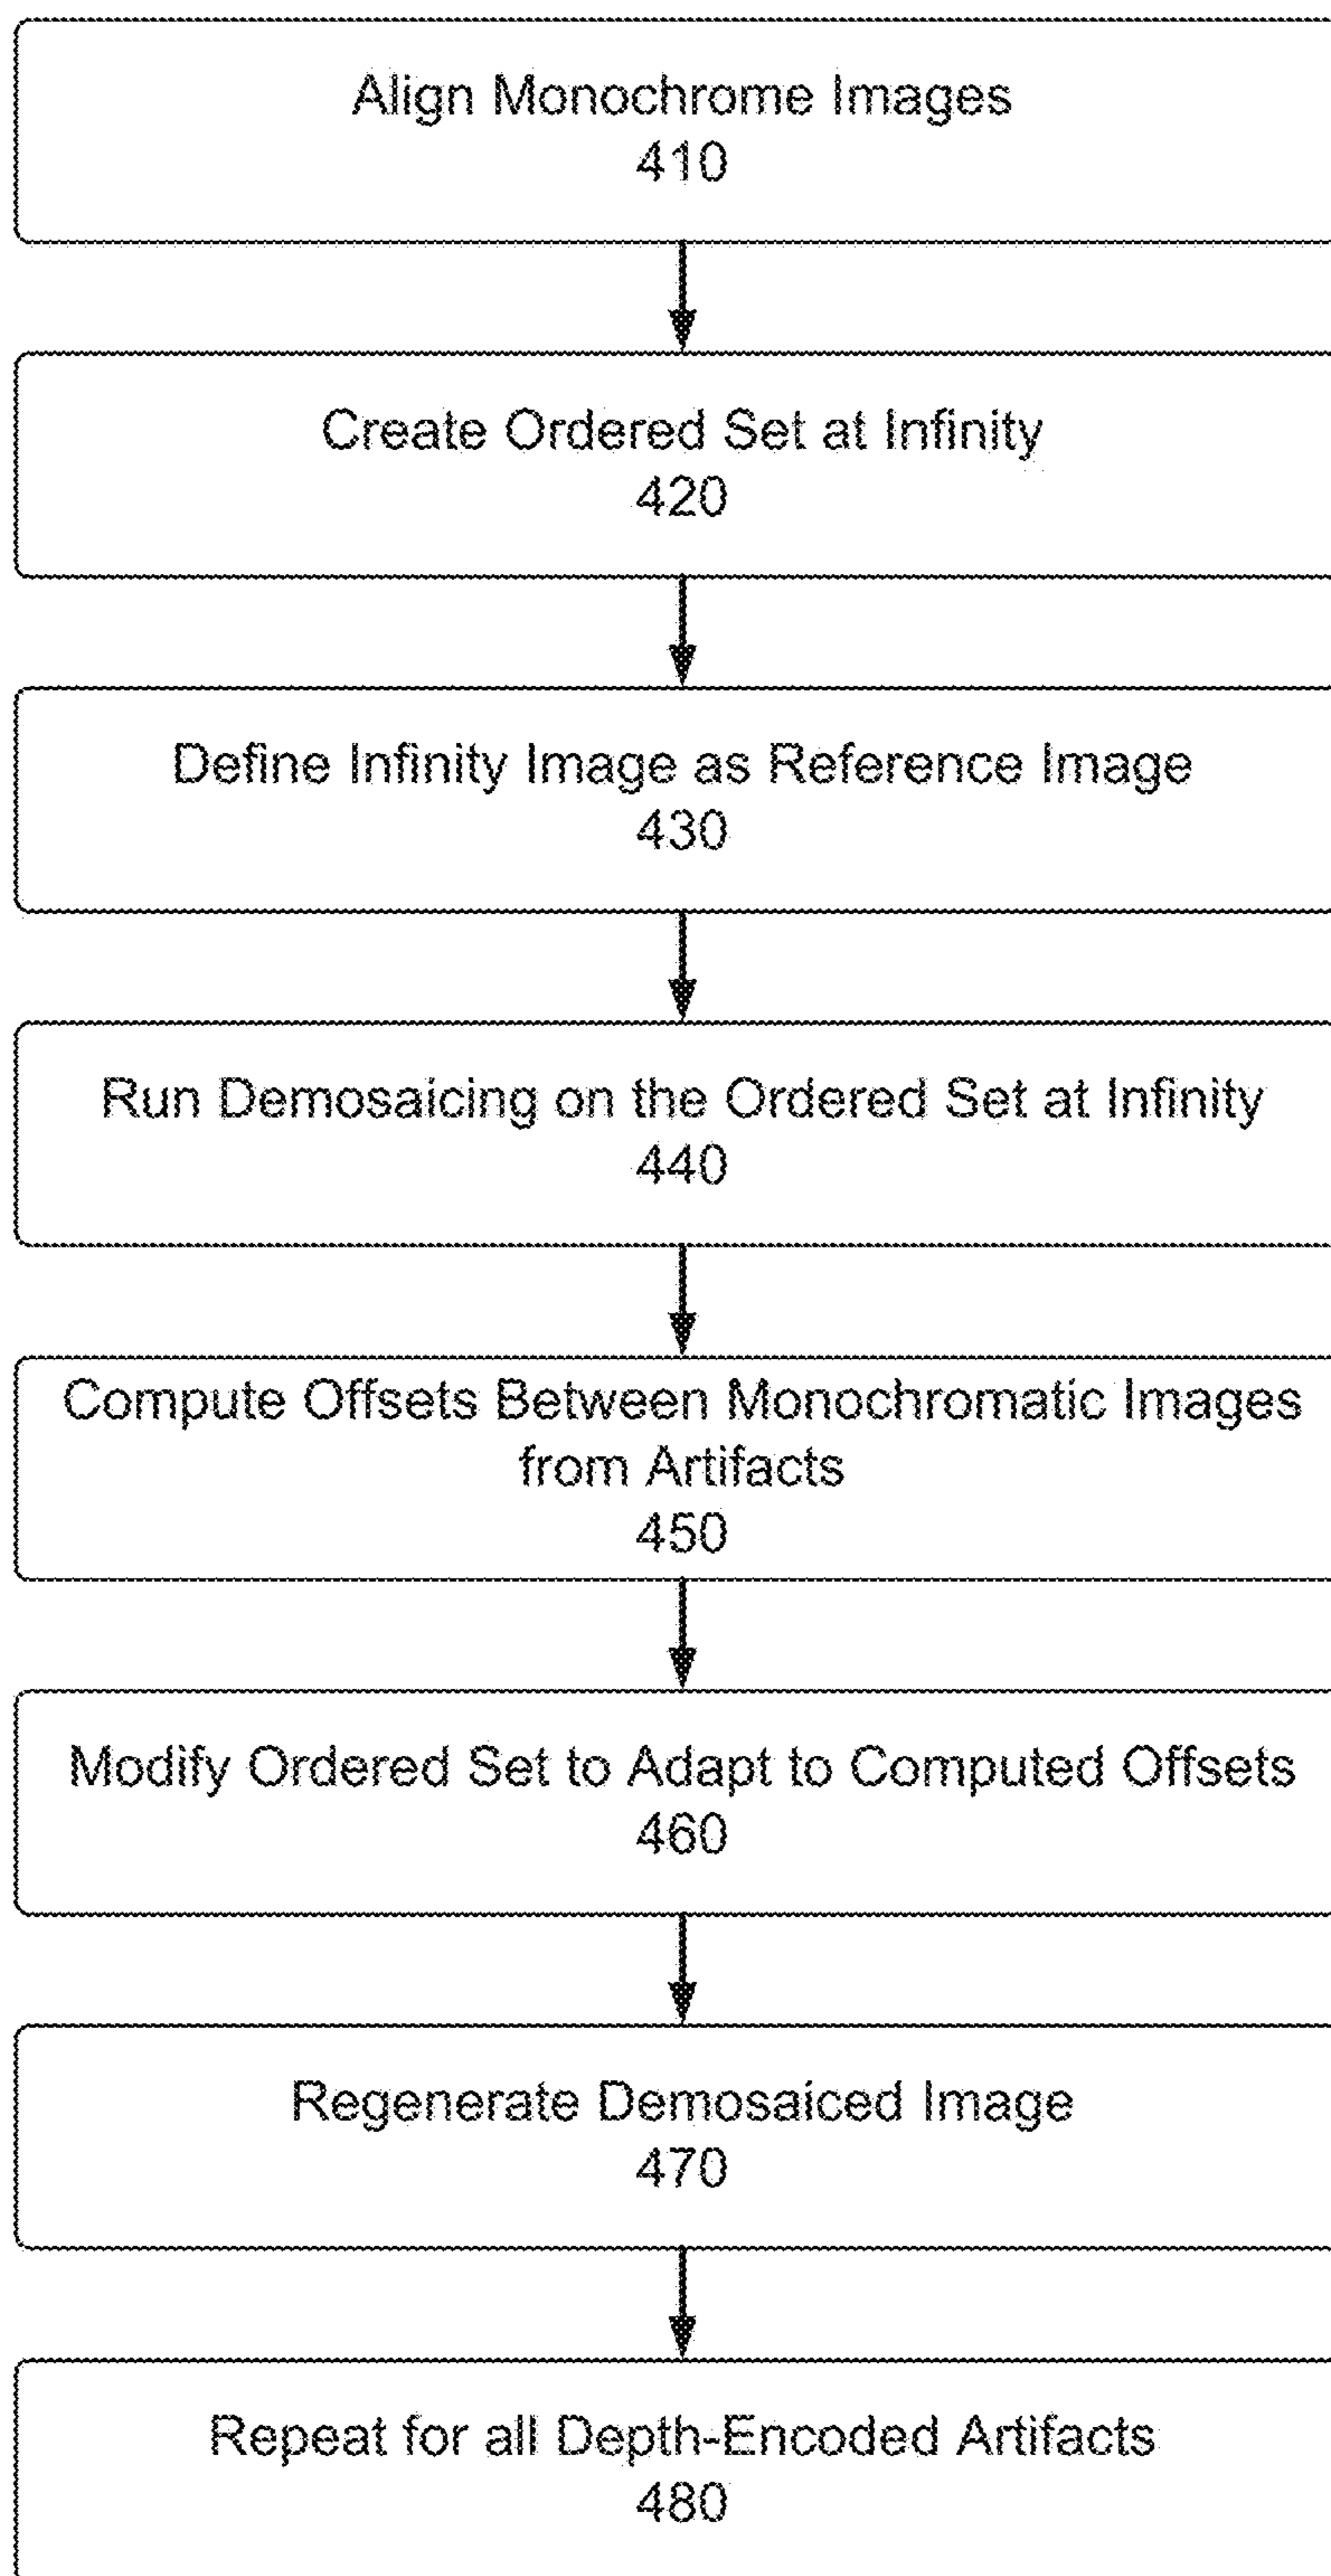 Align Monochrome Images
410
Create Ordered Set at Infinity
420
Define Infinity Image as Reference Image
430
Run Demosaicing on the Ordered Set at Infinity
440
Compute Offsets Between Monochromatic Images
from Artifacts
450
Modify Ordered Set to Adapt to Computed Offsets
460
Regenerate Demosaiced Image
470
Repeat for all Depth-Encoded Artifacts
480